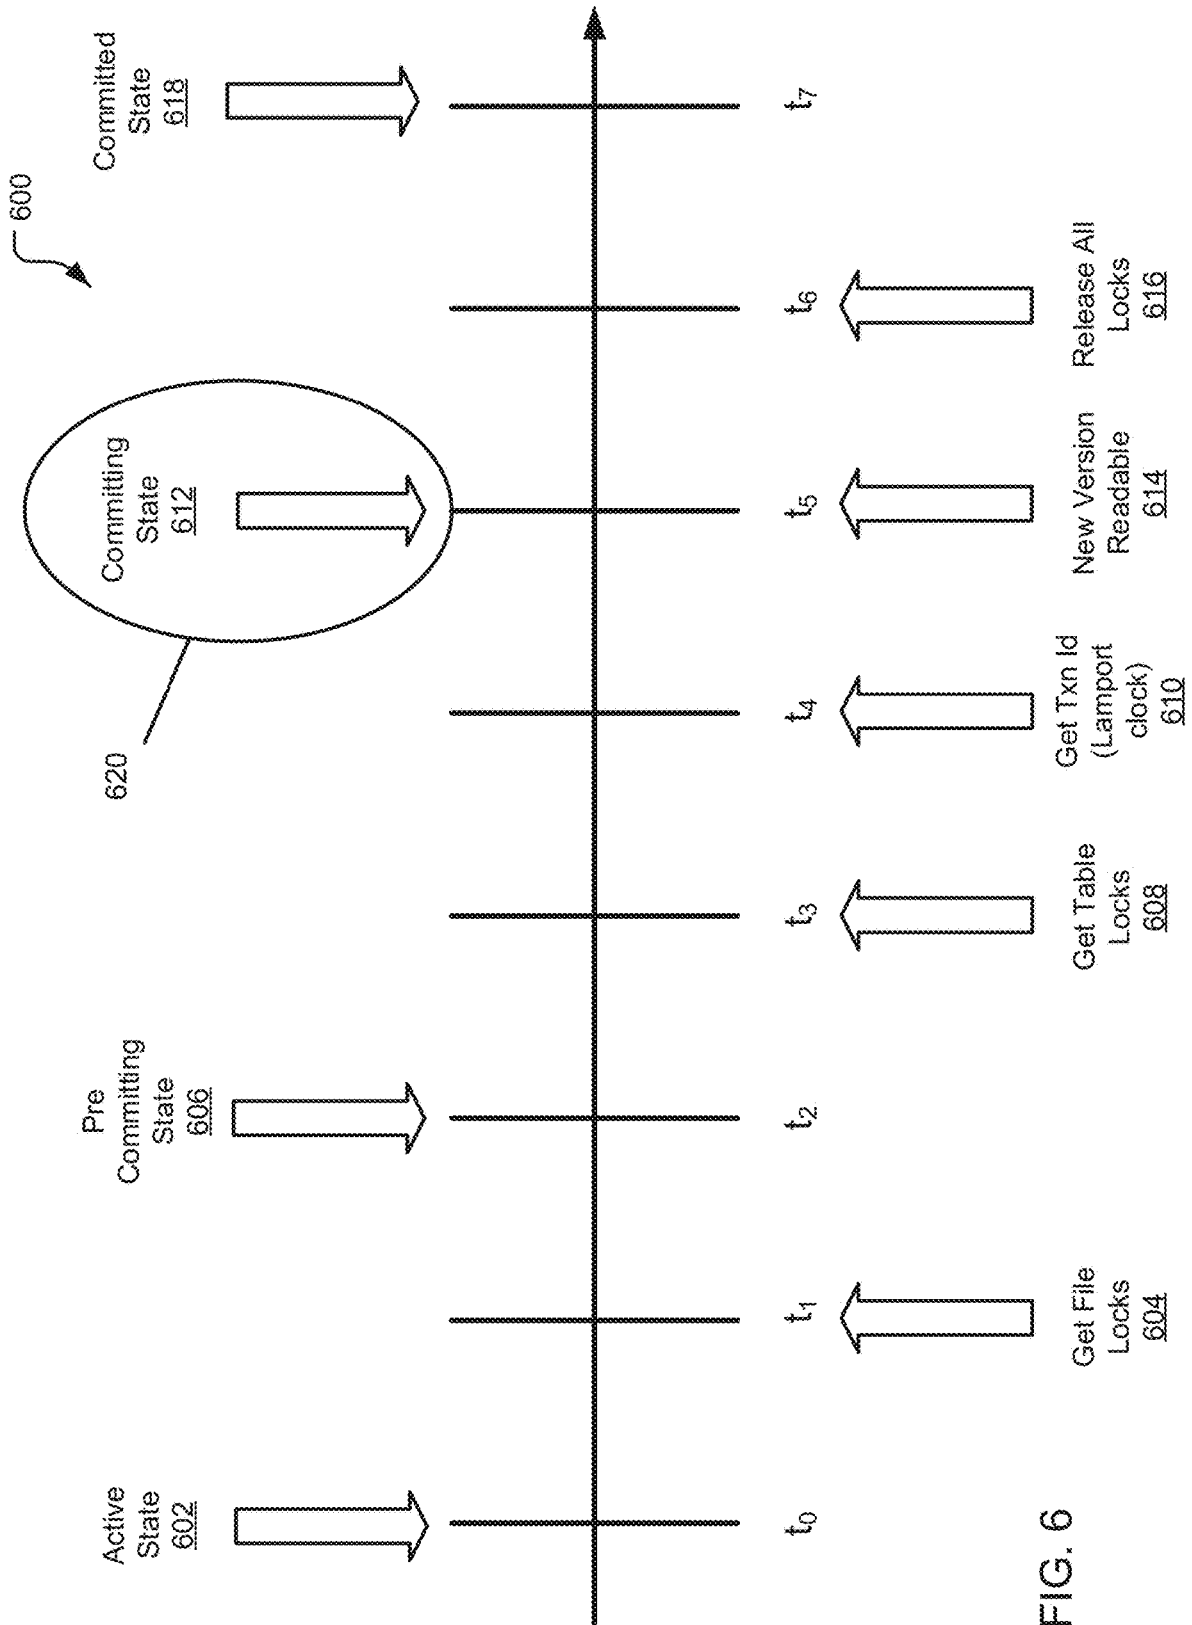 600
Active
State
602
Pre
Committing
State
606
620
Committing
State
612
Committed
State
618
t0
t1
t2
t3
t4
t5
t6
t7
Get File
Locks
604
Get Table
Locks
608
Get Txn Id
(Lamport
clock)
610
New Version
Readable
614
Release All
Locks
616
FIG. 6